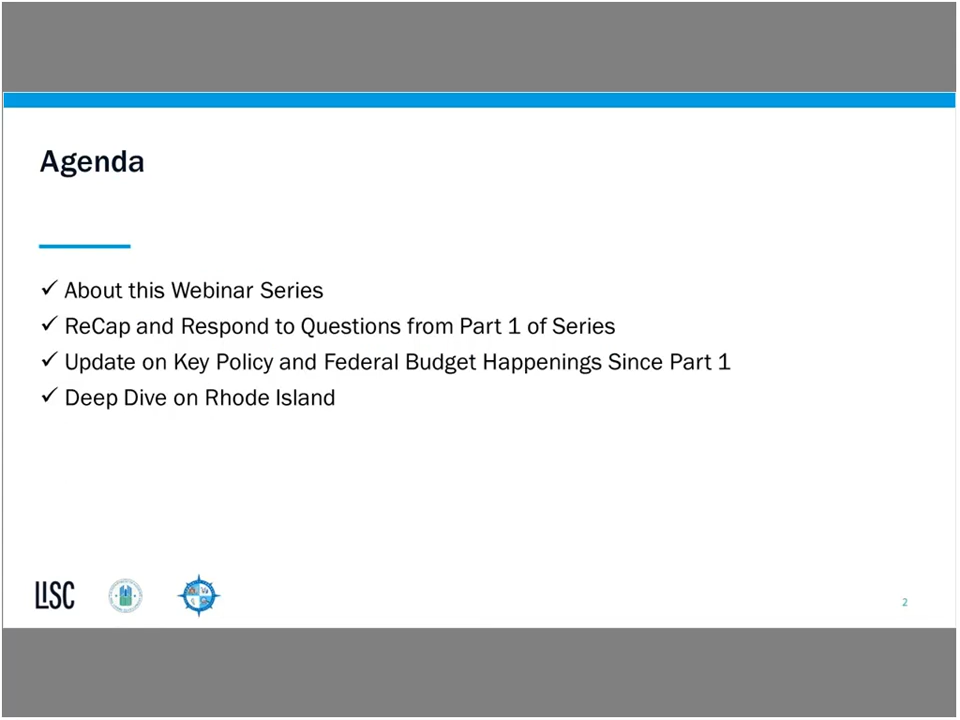 Agenda
✓ About this Webinar Series
✓ ReCap and Respond to Questions from Part 1 of Series
✓ Update on Key Policy and Federal Budget Happenings Since Part 1
✓ Deep Dive on Rhode Island
LISC
2